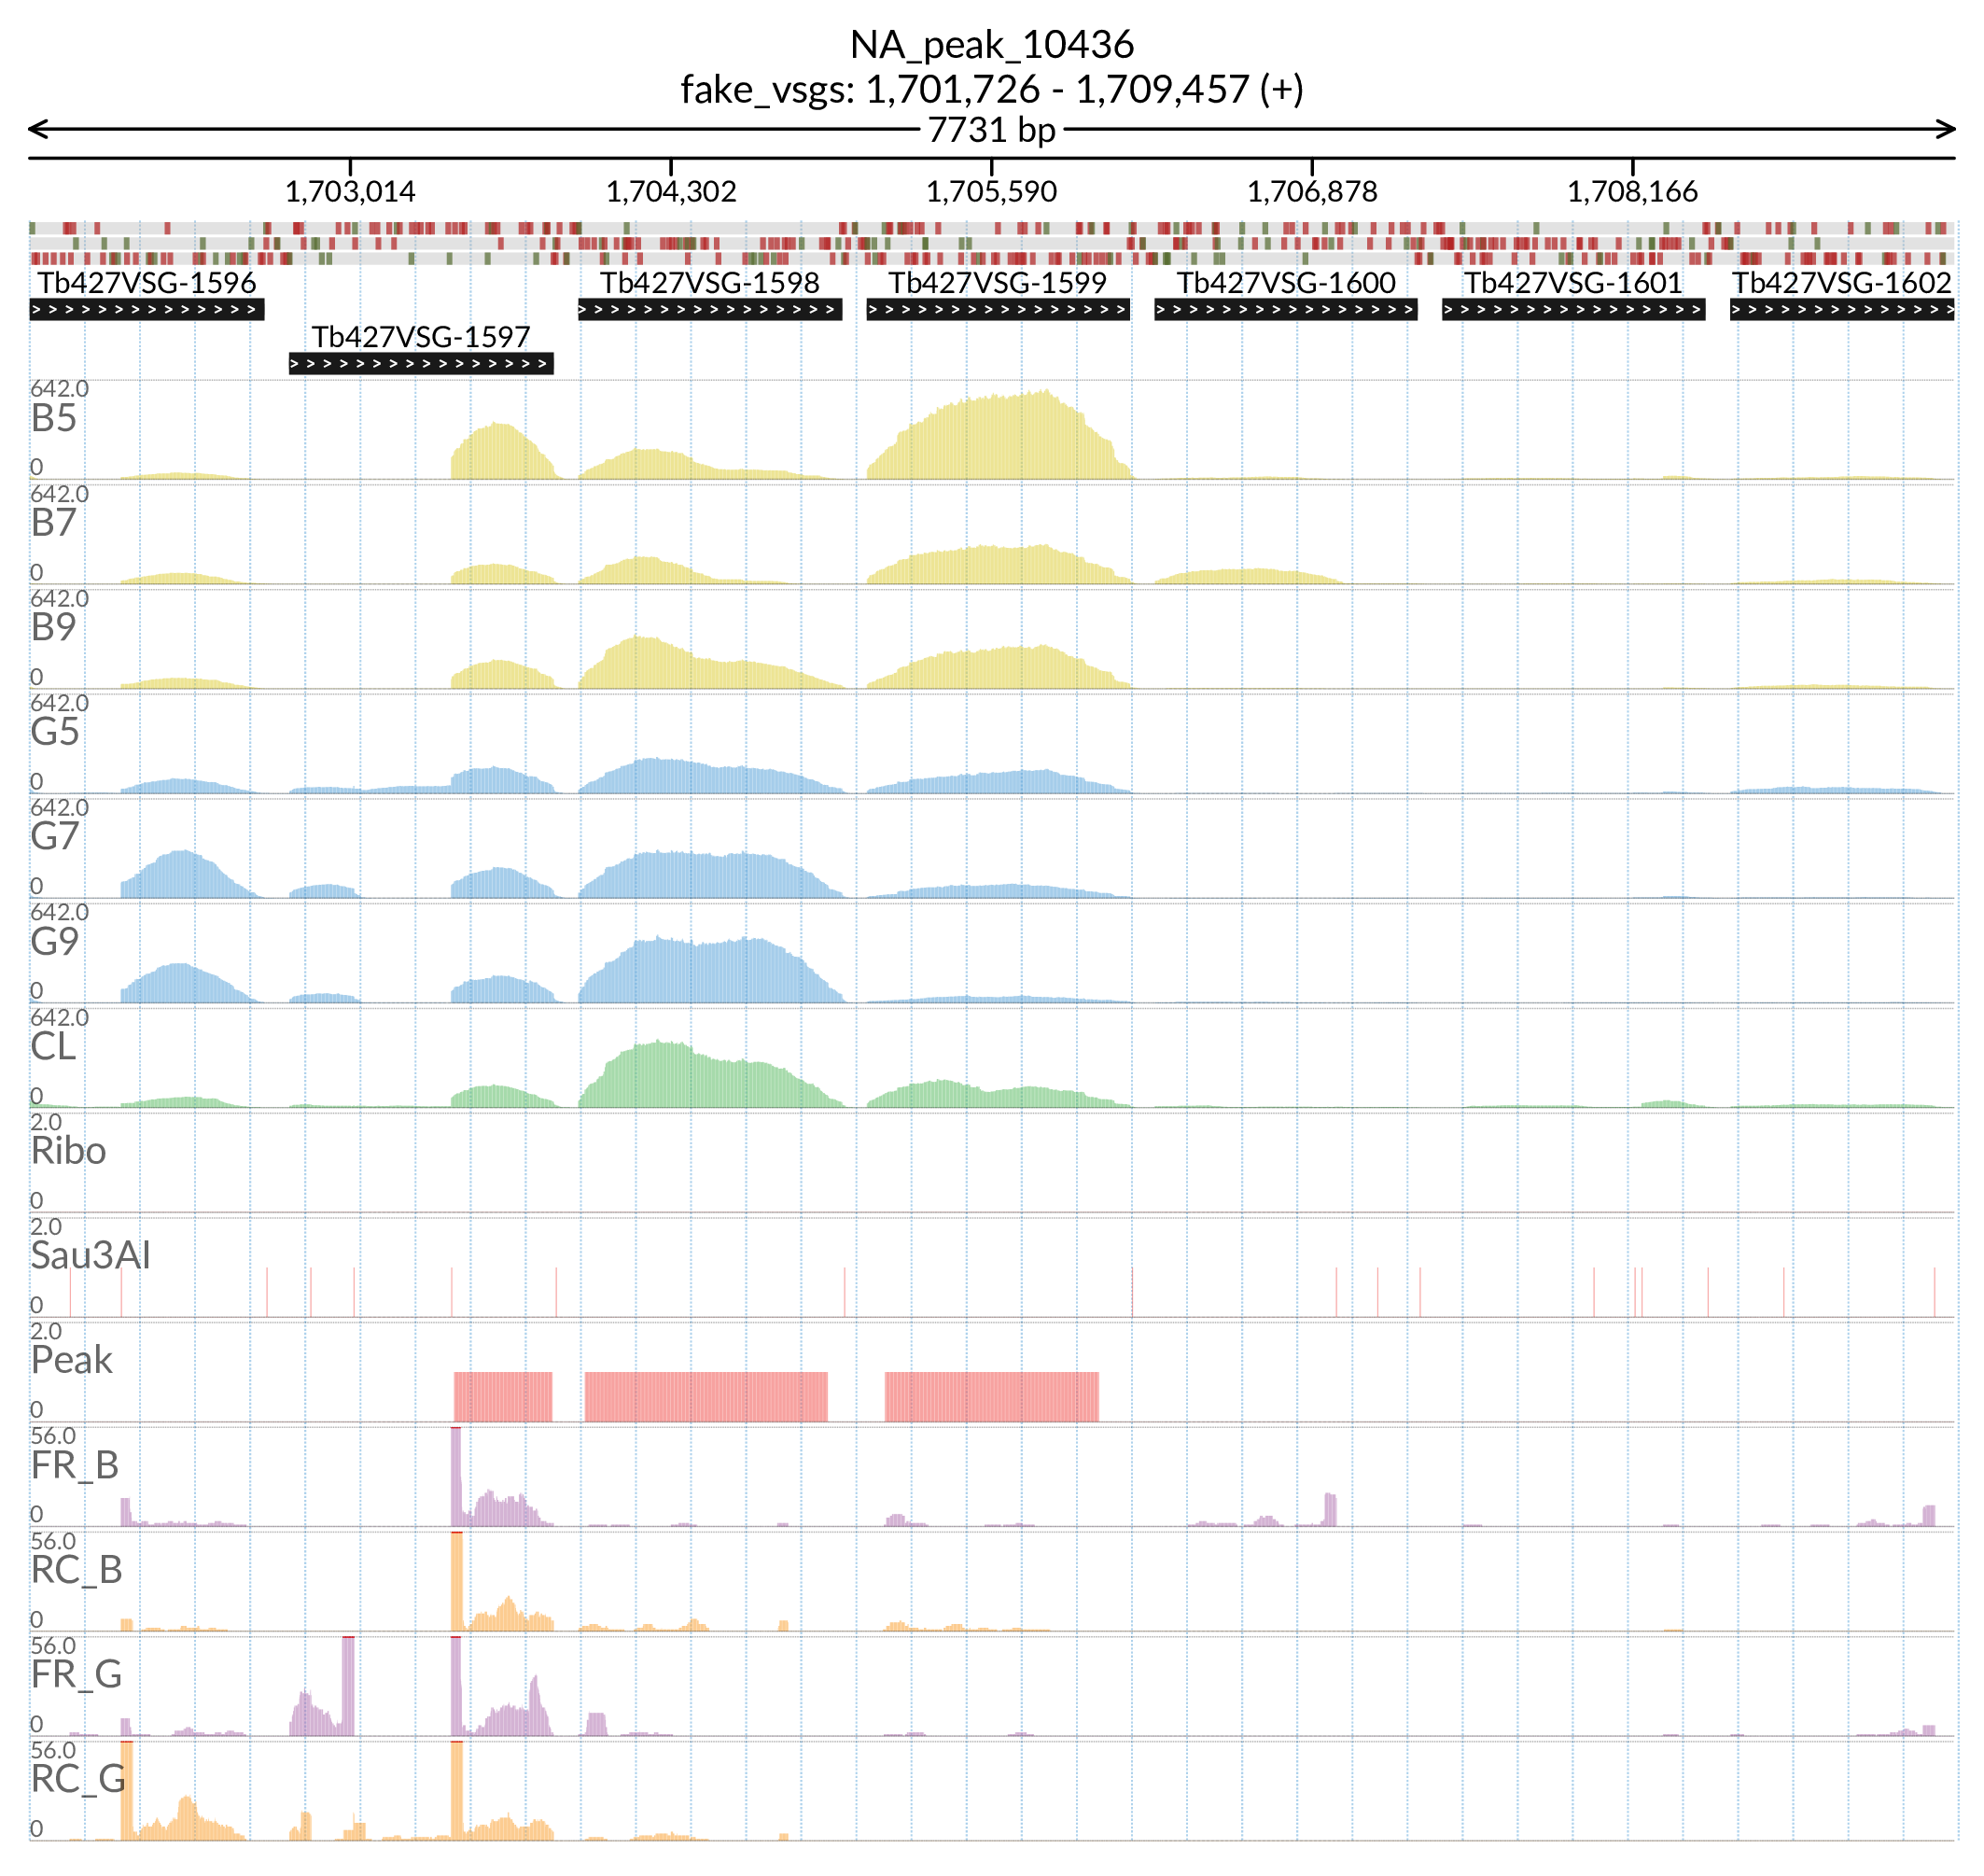 NA_peak_10436
fake_vsgs: 1,701,726 - 1,709,457 (+)
7731 bp
1,703,014 1,704,302 1,705,590 1,706,878 1,708,166
Tb427VSG-1596 Tb427VSG-1598 Tb427VSG-1599 Tb427VSG-1600 Tb427VSG-1601 Tb427VSG-1602
Tb427VSG-1597
642.0
B5
0
642.0
B7
0
642.0
B9
0
642.0
G5
0
642.0
G7
0
642.0
G9
0
642.0
CL
0
2.0
Ribo
0
2.0
Sau3AI
0
2.0
Peak
0
56.0
FR_B
0
56.0
RC_B
0
56.0
FR_G
0
56.0
RC_G
0